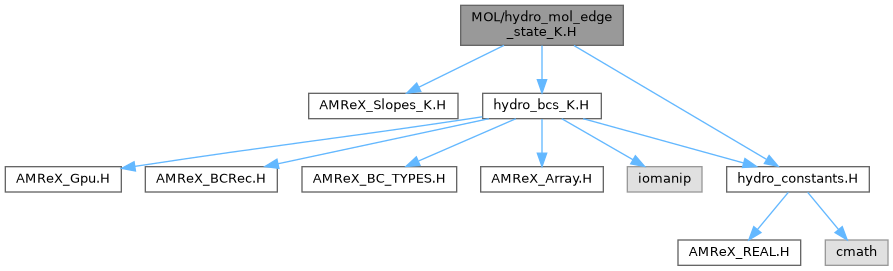 MOL/hydro_mol_edge
_state_K.H
AMReX_Slopes_K.H
hydro_bcs_K.H
AMReX_Gpu.H
AMReX_BCRec.H
AMReX_BC_TYPES.H
AMReX_Array.H
iomanip
hydro_constants.H
AMReX_REAL.H
cmath